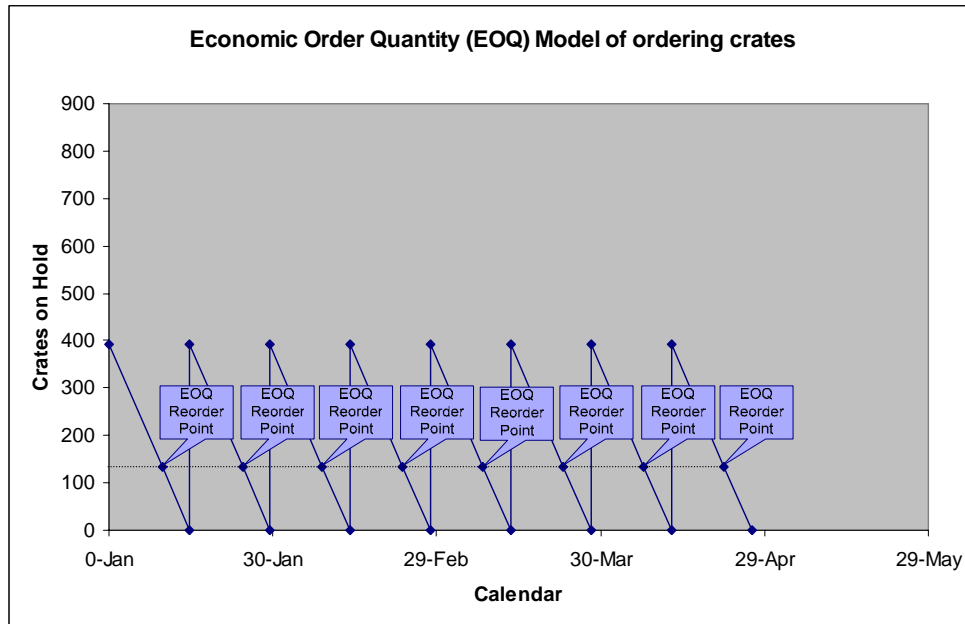 Economic Order Quantity (EOQ) Model of ordering crates
900
800
700
600
500
400
300
200
100
0
Crates on Hold
EOQ
Reorder
Point
EOQ
Reorder
Point
EOQ
Reorder
Point
EOQ
Reorder
Point
EOQ
Reorder
Point
EOQ
Reorder
Point
EOQ
Reorder
Point
EOQ
Reorder
Point
0-Jan 30-Jan 29-Feb 30-Mar 29-Apr 29-May
Calendar